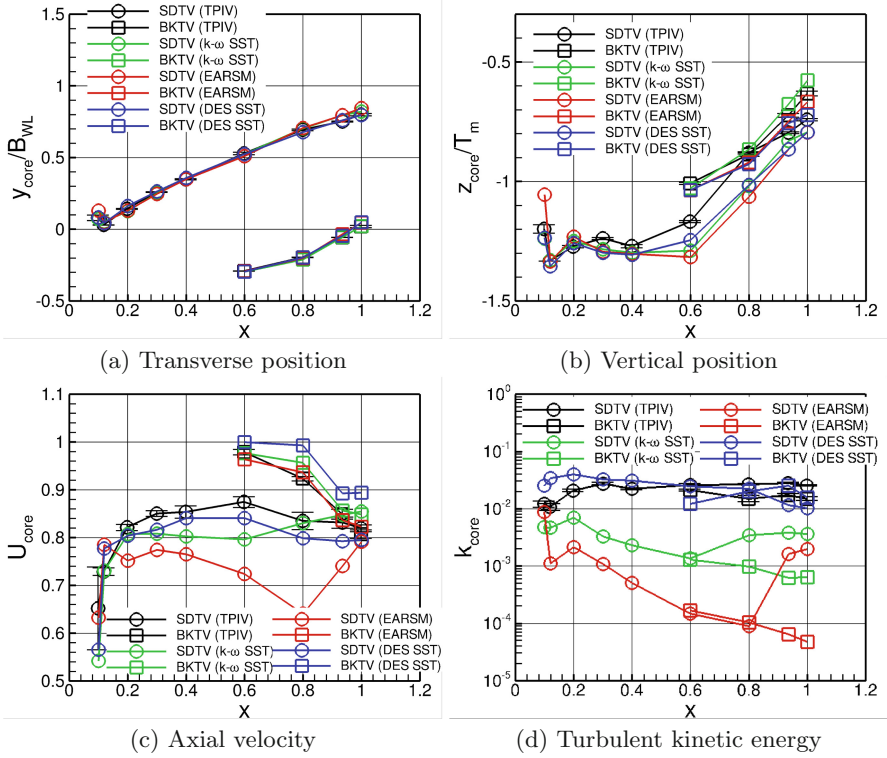 SDTV (TPIV)
BKTV (TPIV)
SDTV (k-ω SST)
BKTV (k-ω SST)
SDTV (EARSM)
BKTV (EARSM)
SDTV (DES SST)
BKTV (DES SST)
y_core/B_WL
1.5
1
0.5
0
-0.5
0 0.2 0.4 0.6 0.8 1 1.2
X
(a) Transverse position
SDTV (TPIV)
BKTV (TPIV)
SDTV (k-ω SST)
BKTV (k-ω SST)
SDTV (EARSM)
BKTV (EARSM)
SDTV (DES SST)
BKTV (DES SST)
z_core/T_m
-0.5
-1
-1.5
0 0.2 0.4 0.6 0.8 1 1.2
X
(b) Vertical position
U_core
1.1
1
0.9
0.8
0.7
0.6
0.5
SDTV (TPIV) SDTV (EARSM)
BKTV (TPIV) BKTV (EARSM)
SDTV (k-ω SST) SDTV (DES SST)
BKTV (k-ω SST) BKTV (DES SST)
0 0.2 0.4 0.6 0.8 1 1.2
X
(c) Axial velocity
SDTV (TPIV) SDTV (EARSM)
BKTV (TPIV) BKTV (EARSM)
SDTV (k-ω SST) SDTV (DES SST)
BKTV (k-ω SST) BKTV (DES SST)
k_core
10^0
10^-1
10^-2
10^-3
10^-4
10^-5
0 0.2 0.4 0.6 0.8 1 1.2
X
(d) Turbulent kinetic energy